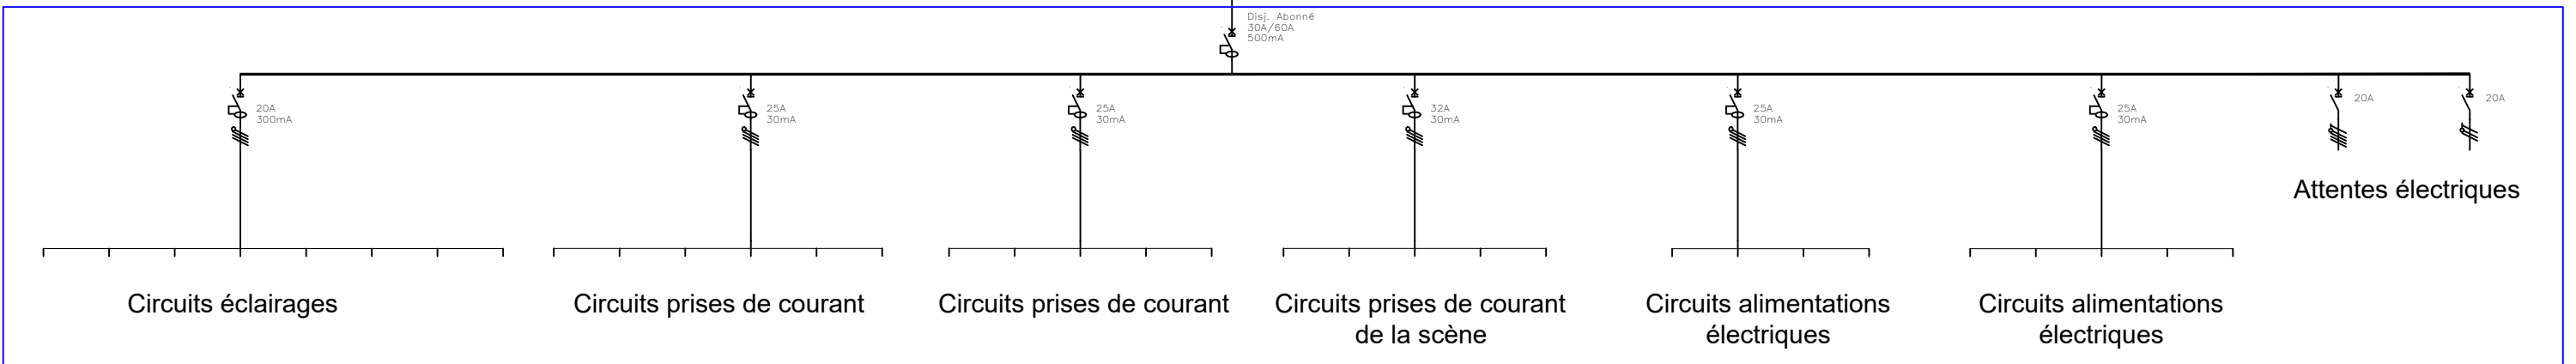 Disj. Abonné
30A/60A
500mA
20A
300mA
25A
30mA
25A
30mA
32A
30mA
25A
30mA
25A
30mA
20A
20A
Attentes électriques
Circuits éclairages
Circuits prises de courant
Circuits prises de courant
Circuits prises de courant
de la scène
Circuits alimentations
électriques
Circuits alimentations
électriques